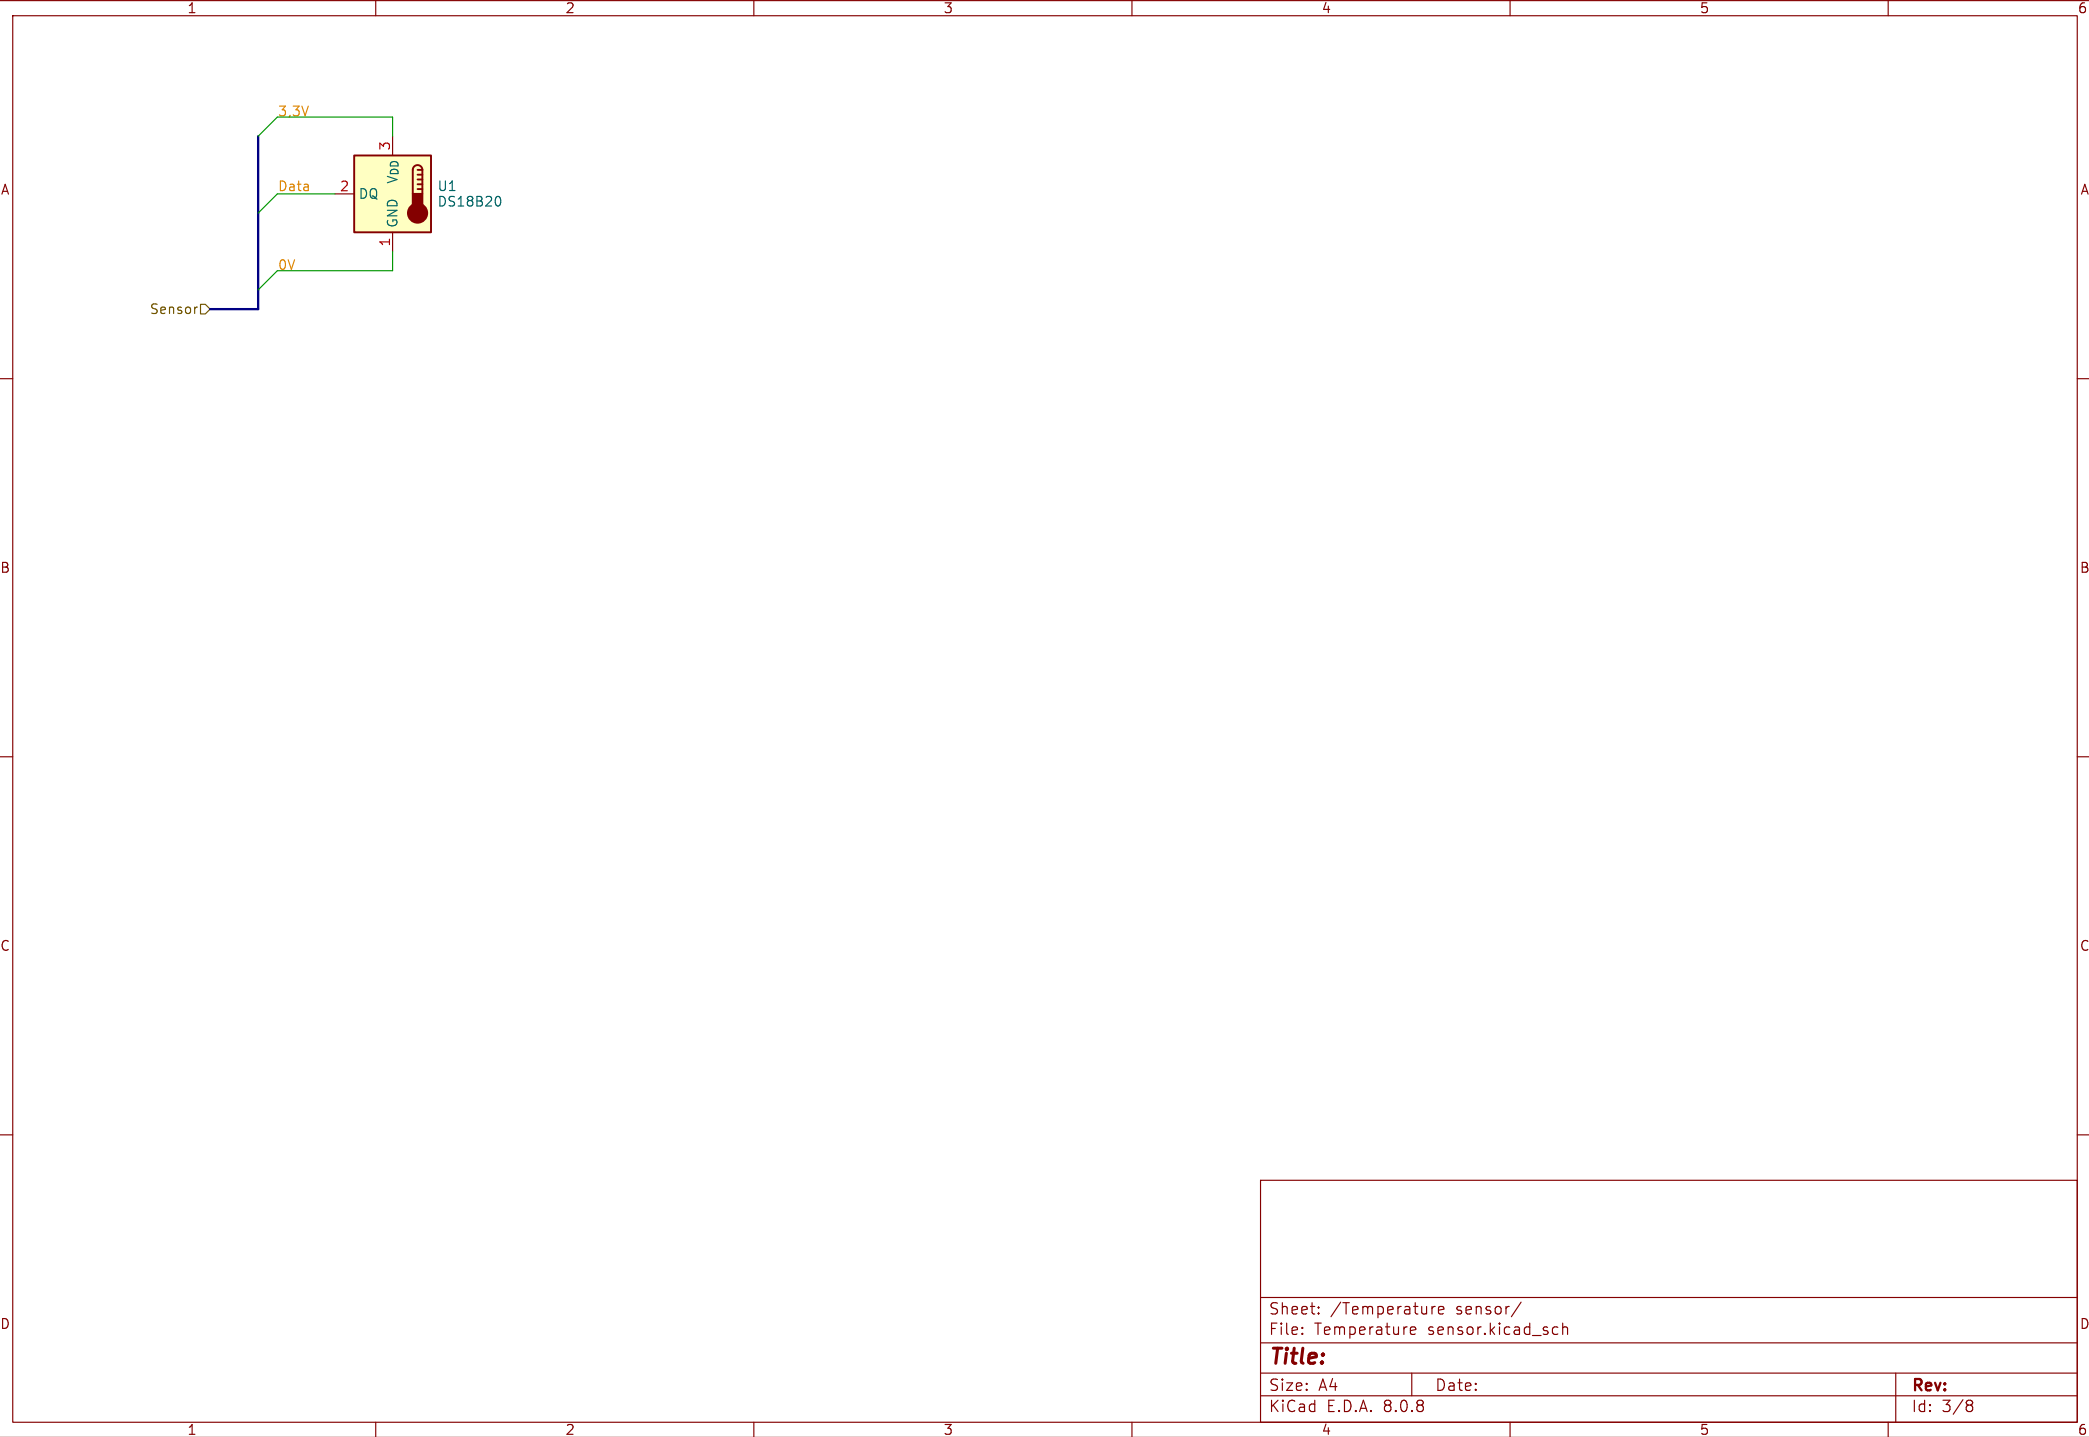 1 2 3 4 5 6
3.3V
3
VDD
A
Data
2
DQ
U1
A
DS18B20
GND
1
0V
Sensor
B
B
C
C
Sheet: /Temperature sensor/
D
D
File: Temperature sensor.kicad_sch
Title:
Size: A4
Date:
Rev:
KiCad E.D.A. 8.0.8
Id: 3/8
1 2 3 4 5 6